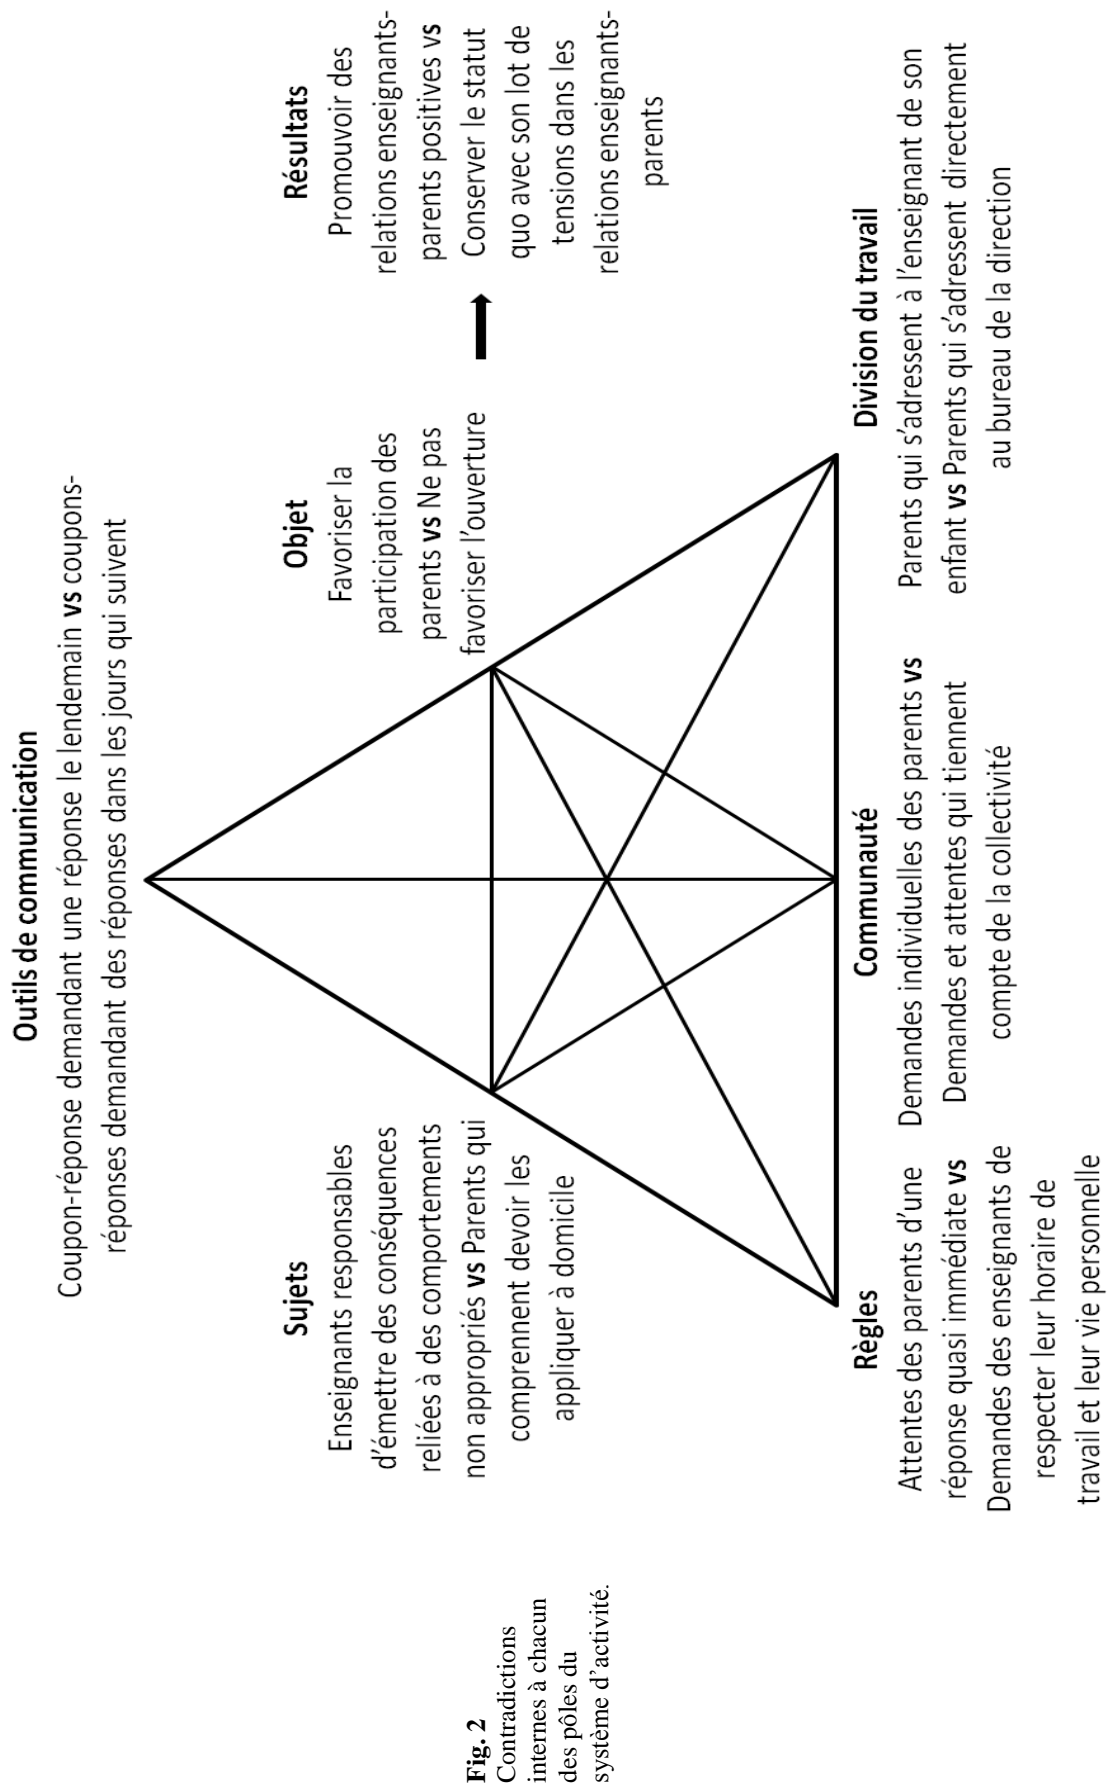 Outils de communication
Coupon-réponse demandant une réponse le lendemain vs coupons-
réponses demandant des réponses dans les jours qui suivent
Sujets
Enseignants responsables
d'émettre des conséquences
reliées à des comportements
non appropriés vs Parents qui
comprennent devoir les
appliquer à domicile
Objet
Favoriser la
participation des
parents vs Ne pas
favoriser l'ouverture
Résultats
Promouvoir des
relations enseignants-
parents positives vs
Conserver le statut
quo avec son lot de
tensions dans les
relations enseignants-
parents
Règles
Attentes des parents d'une
réponse quasi immédiate vs
Demandes des enseignants de
respecter leur horaire de
travail et leur vie personnelle
Communauté
Demandes individuelles des parents vs
Demandes et attentes qui tiennent
compte de la collectivité
Division du travail
Parents qui s'adressent à l'enseignant de son
enfant vs Parents qui s'adressent directement
au bureau de la direction
Fig. 2
Contradictions
internes à chacun
des pôles du
système d'activité.